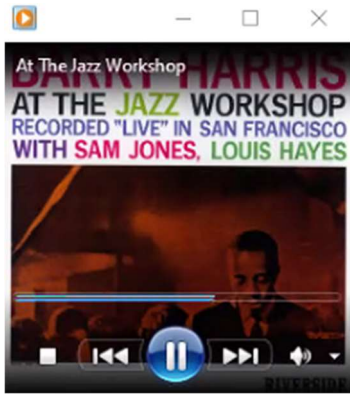 At The Jazz Workshop
BARRY HARRIS
AT THE JAZZ WORKSHOP
RECORDED "LIVE" IN SAN FRANCISCO
WITH SAM JONES, LOUIS HAYES
RIVERSIDE